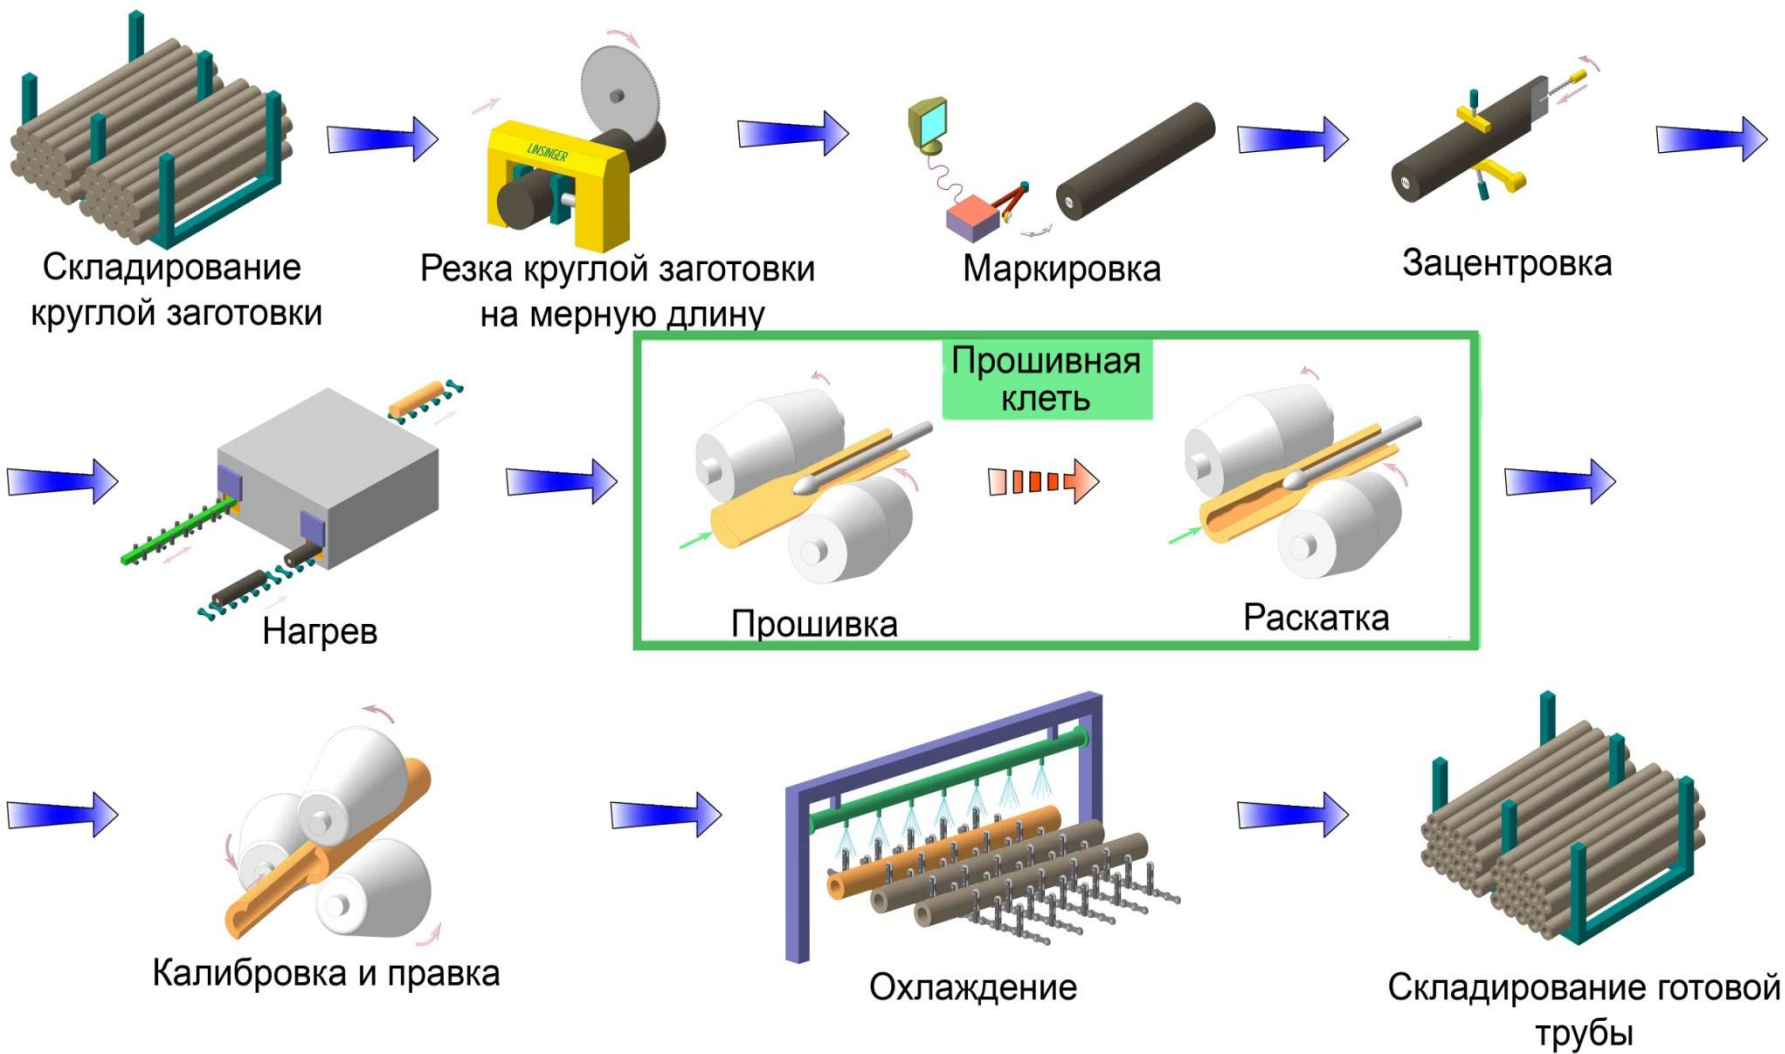 LINSINGER
Складирование
круглой заготовки
Резка круглой заготовки
на мерную длину
Маркировка
Зацентровка
Нагрев
Прошивная
клеть
Прошивка
Раскатка
Калибровка и правка
Охлаждение
Складирование готовой
трубы